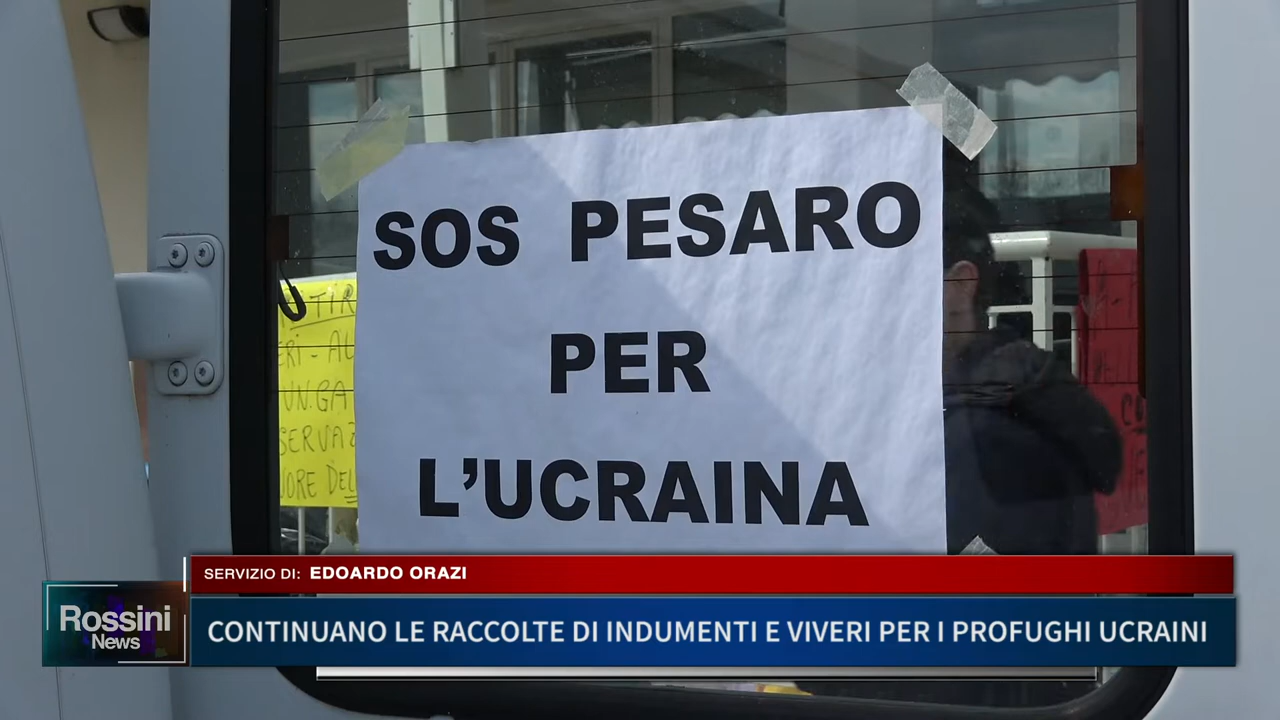 SOS PESARO
PER
L'UCRAINA
SERVIZIO DI: EDOARDO ORAZI
Rossini
News
CONTINUANO LE RACCOLTE DI INDUMENTI E VIVERI PER I PROFUGHI UCRAINI